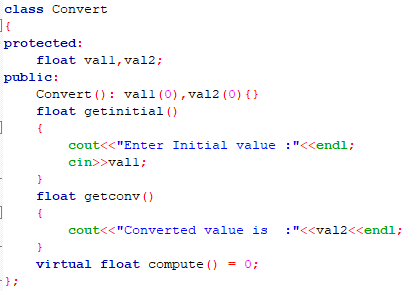 class Convert
{
protected:
    float val1,val2;
public:
    Convert(): val1(0),val2(0){}
    float getinitial()
    {
        cout<<"Enter Initial value :"<<endl;
        cin>>val1;
    }
    float getconv()
    {
        cout<<"Converted value is  :"<<val2<<endl;
    }
    virtual float compute() = 0;
};